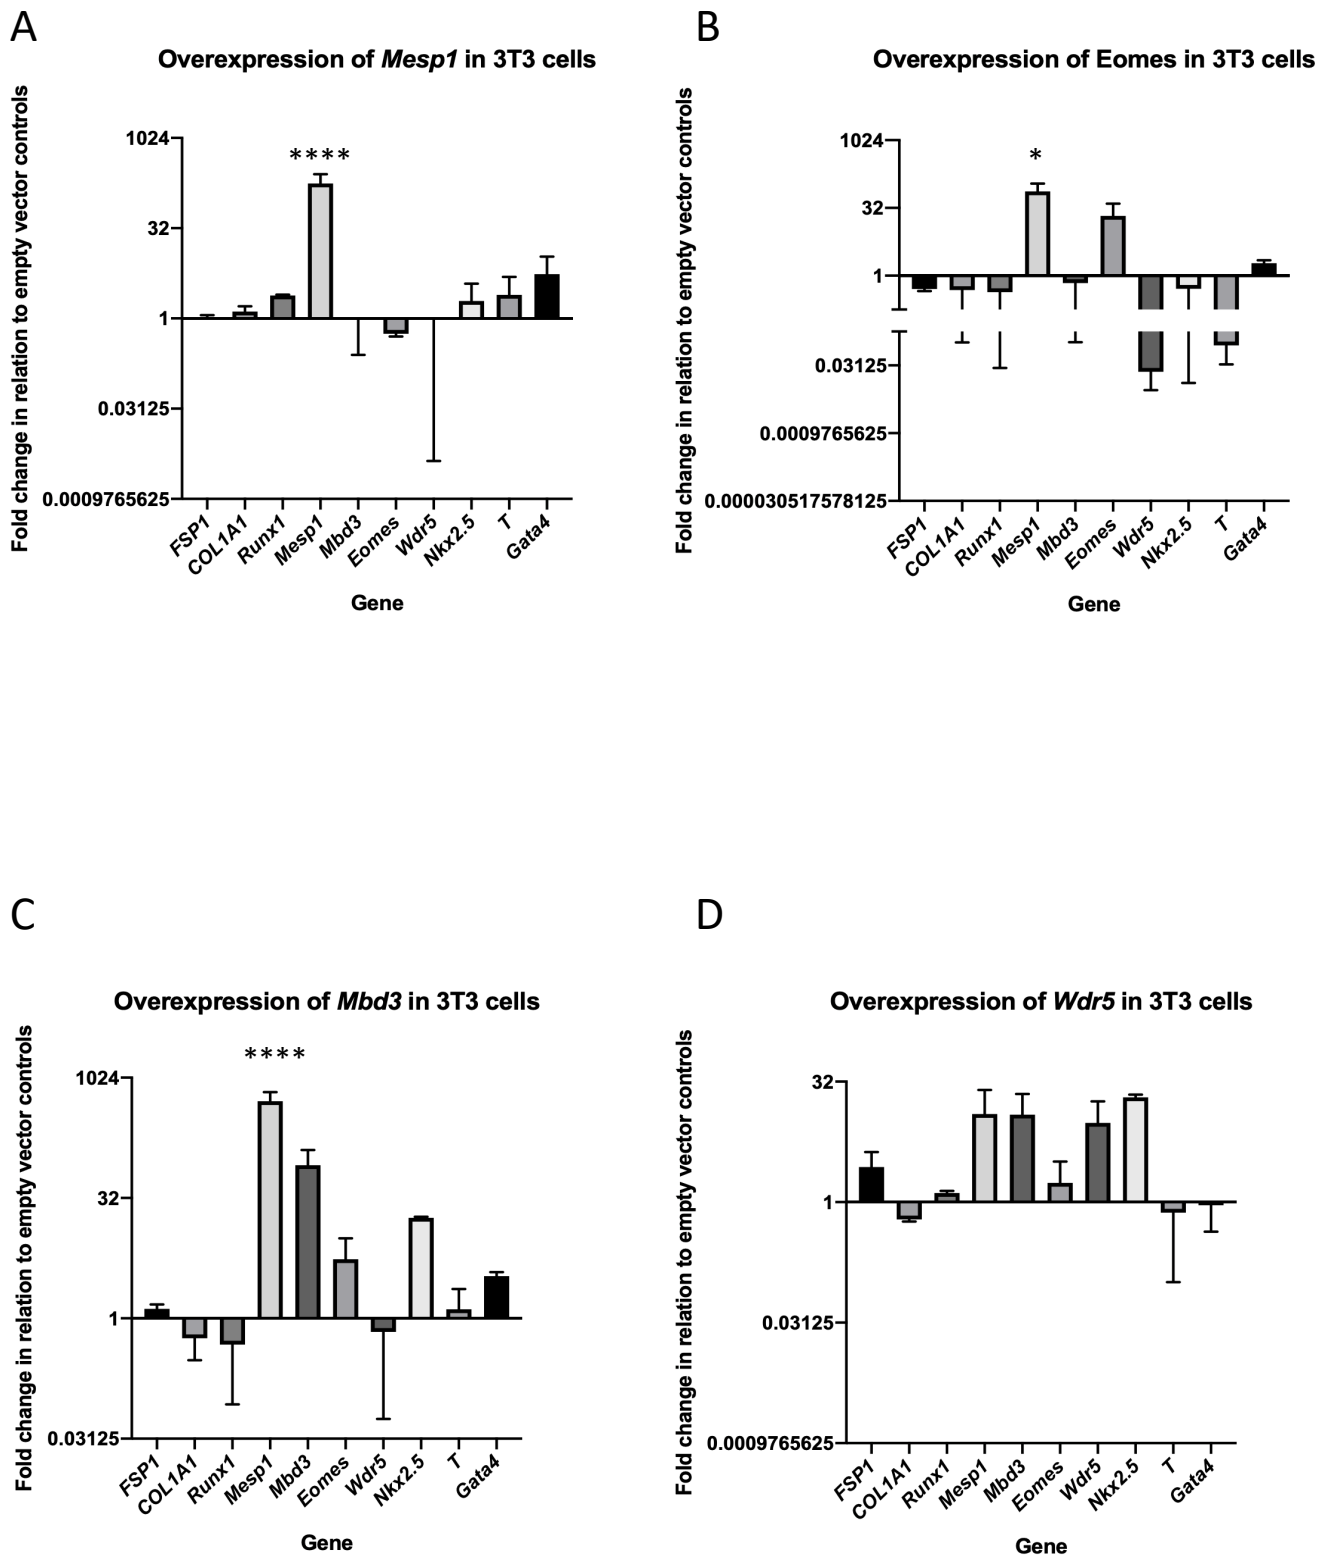 A
Overexpression of Mesp1 in 3T3 cells
Fold change in relation to empty vector controls
1024
32
1
0.03125
0.0009765625
****
FSP1
COL1A1
Runx1
Mesp1
Mbd3
Eomes
Wdr5
Nkx2.5
T
Gata4
Gene
B
Overexpression of Eomes in 3T3 cells
Fold change in relation to empty vector controls
1024
32
1
0.03125
0.0009765625
0.000030517578125
*
FSP1
COL1A1
Runx1
Mesp1
Mbd3
Eomes
Wdr5
Nkx2.5
T
Gata4
Gene
C
Overexpression of Mbd3 in 3T3 cells
Fold change in relation to empty vector controls
1024
32
1
0.03125
****
FSP1
COL1A1
Runx1
Mesp1
Mbd3
Eomes
Wdr5
Nkx2.5
T
Gata4
Gene
D
Overexpression of Wdr5 in 3T3 cells
Fold change in relation to empty vector controls
32
1
0.03125
0.0009765625
FSP1
COL1A1
Runx1
Mesp1
Mbd3
Eomes
Wdr5
Nkx2.5
T
Gata4
Gene